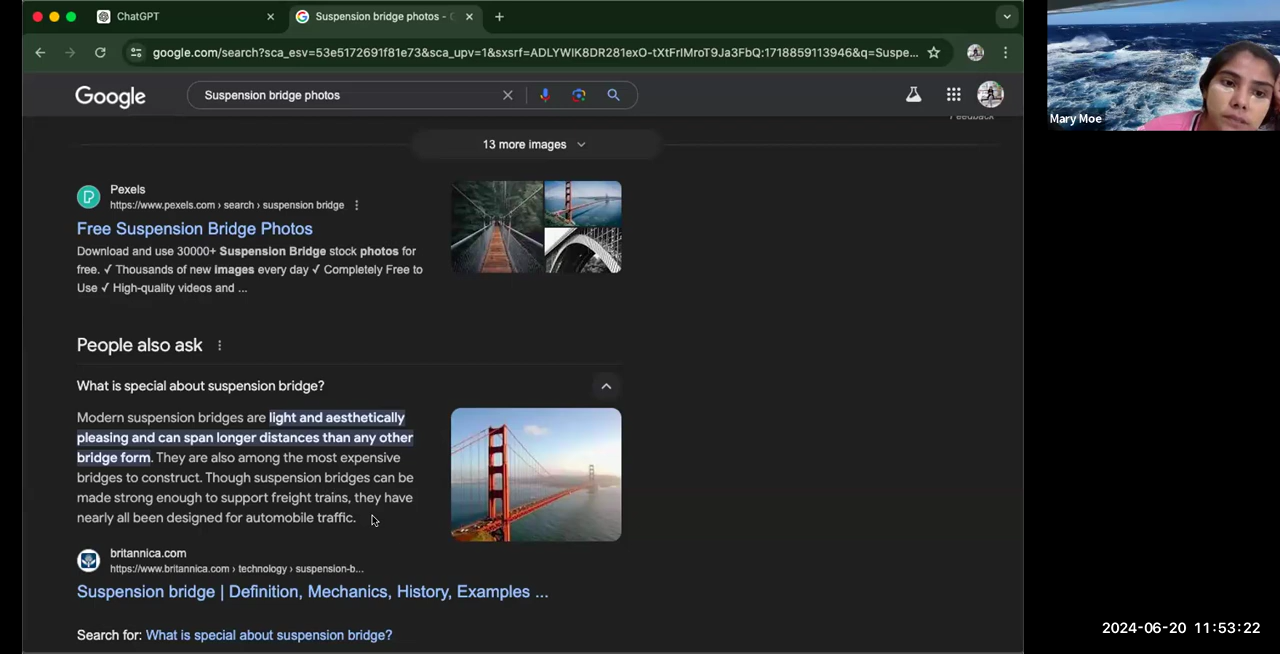 ChatGPT
Suspension bridge photos -
google.com/search?sca_esv=53e5172691f81e73&sca_upv=1&sxsrf=ADLYWIK8DR281exO-tXtFrIMroT9Ja3FbQ:1718859113946&q=Suspe...
Google
Suspension bridge photos
Feedback
13 more images
Pexels
https://www.pexels.com › search › suspension bridge
Free Suspension Bridge Photos
Download and use 30000+ Suspension Bridge stock photos for
free. ✓ Thousands of new images every day ✓ Completely Free to
Use ✓ High-quality videos and ...
People also ask
What is special about suspension bridge?
Modern suspension bridges are light and aesthetically
pleasing and can span longer distances than any other
bridge form. They are also among the most expensive
bridges to construct. Though suspension bridges can be
made strong enough to support freight trains, they have
nearly all been designed for automobile traffic.
britannica.com
https://www.britannica.com › technology › suspension-b...
Suspension bridge | Definition, Mechanics, History, Examples ...
Search for: What is special about suspension bridge?
Mary Moe
2024-06-20 11:53:22